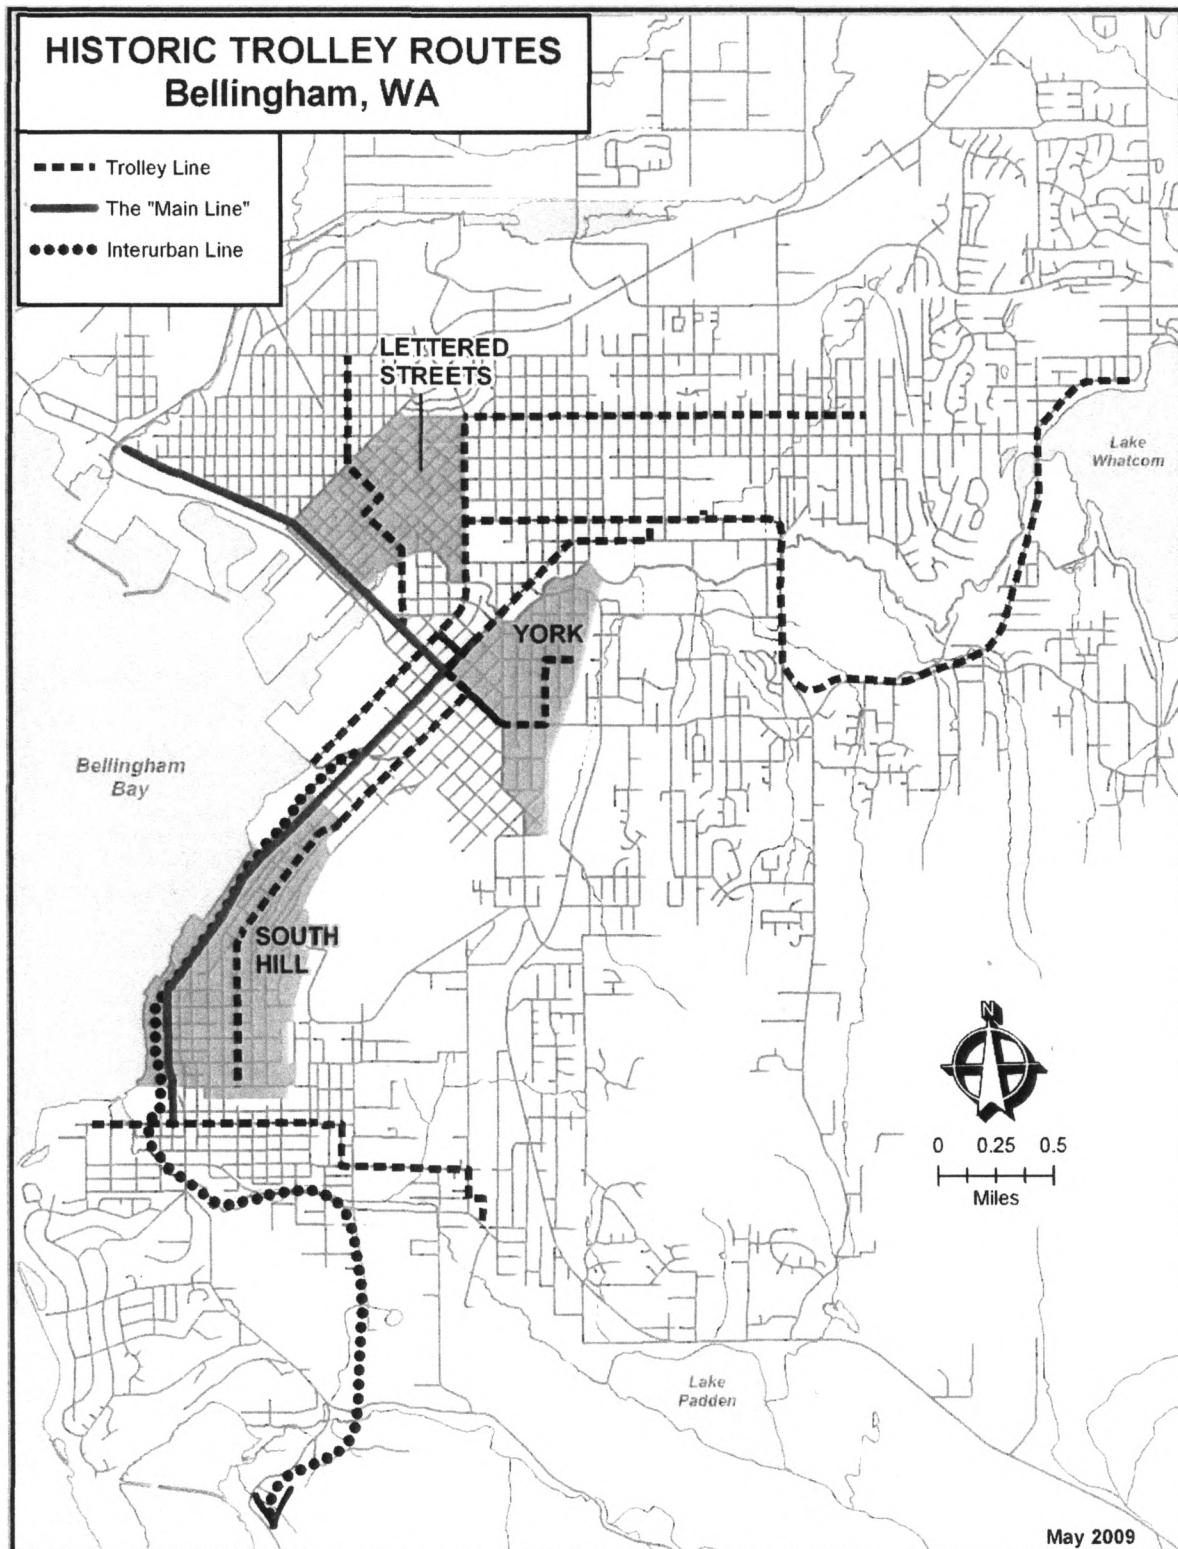 HISTORIC TROLLEY ROUTES
Bellingham, WA
Trolley Line
The "Main Line"
Interurban Line
LETTERED
STREETS
Lake
Whatcom
YORK
Bellingham
Bay
SOUTH
HILL
N
0 0.25 0.5
Miles
Lake
Padden
May 2009